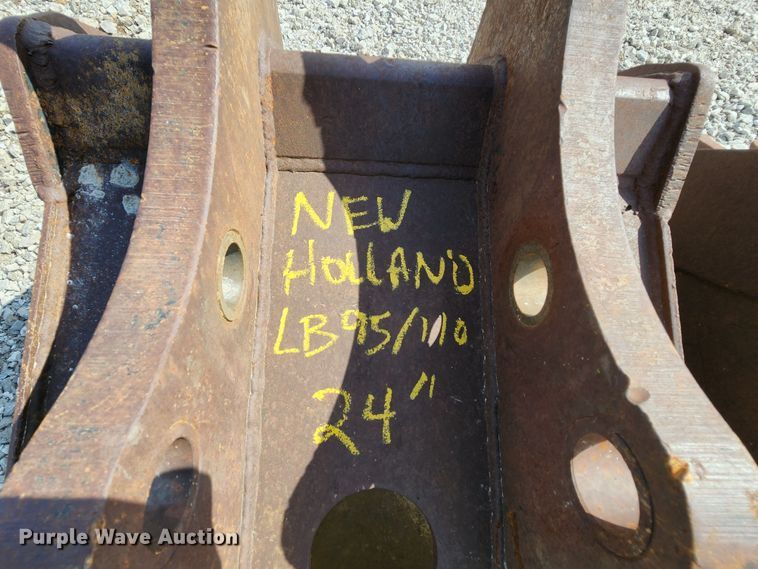 NEW
HOLLAND
LB95/110
24"
Purple Wave Auction